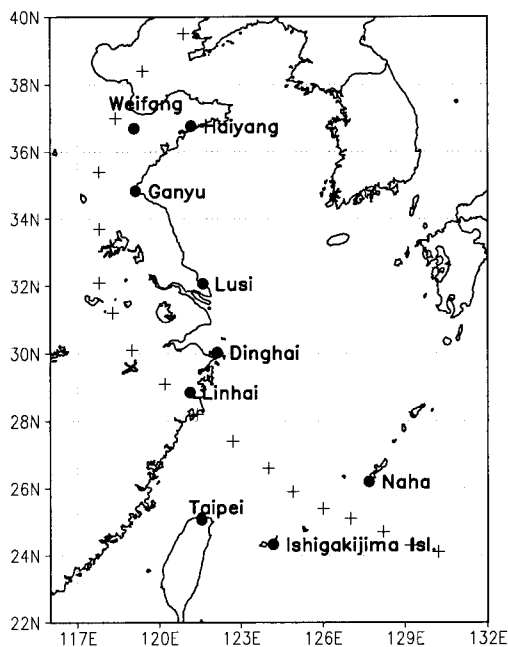 40N
38N
Weifang
Haiyang
36N
Ganyu
34N
Lusi
32N
30N
Dinghai
Linhai
28N
26N
Naha
Taipei
Ishigakijima Isl.
24N
22N
117E 120E 123E 126E 129E 132E